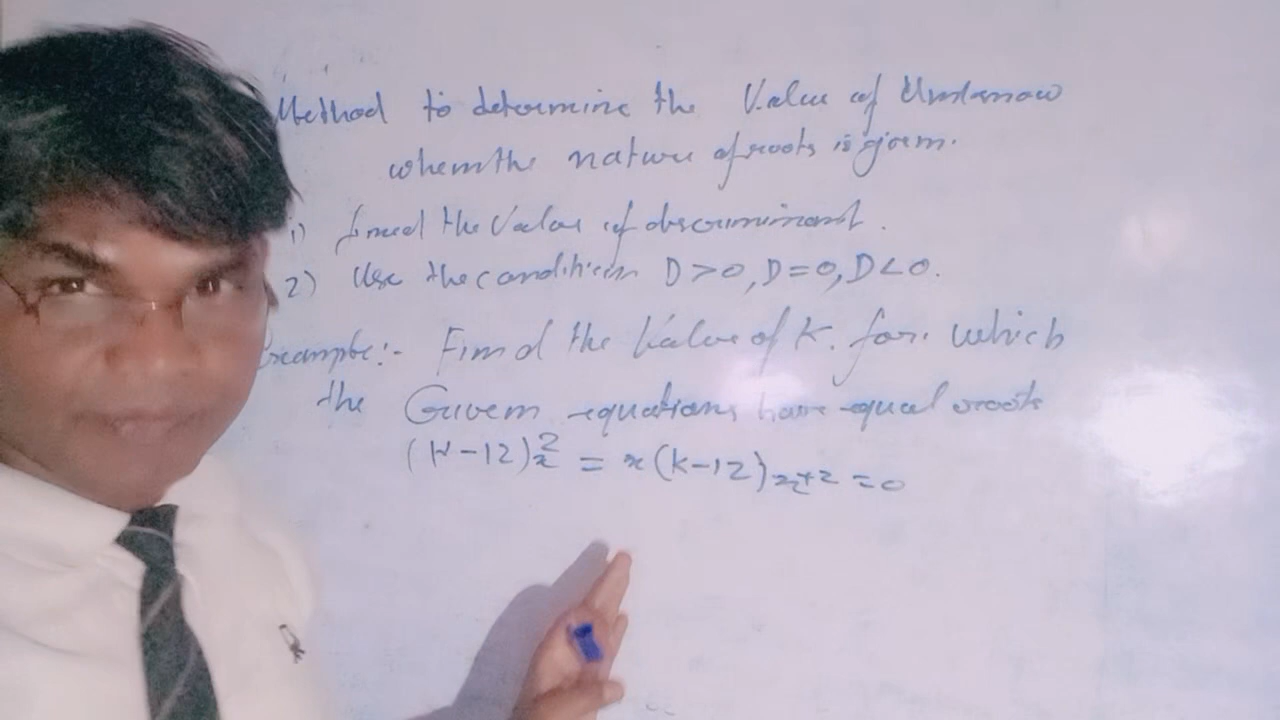 Method to determine the Value of Unknow
when the nature of roots is given.
1) find the Value of discriminant.
2) Use the condition D>0, D=0, D<0.
Example:- Find the Value of K. for. which
the Given equations have equal roots
(K-12)x² = x(K-12)x+2 =0